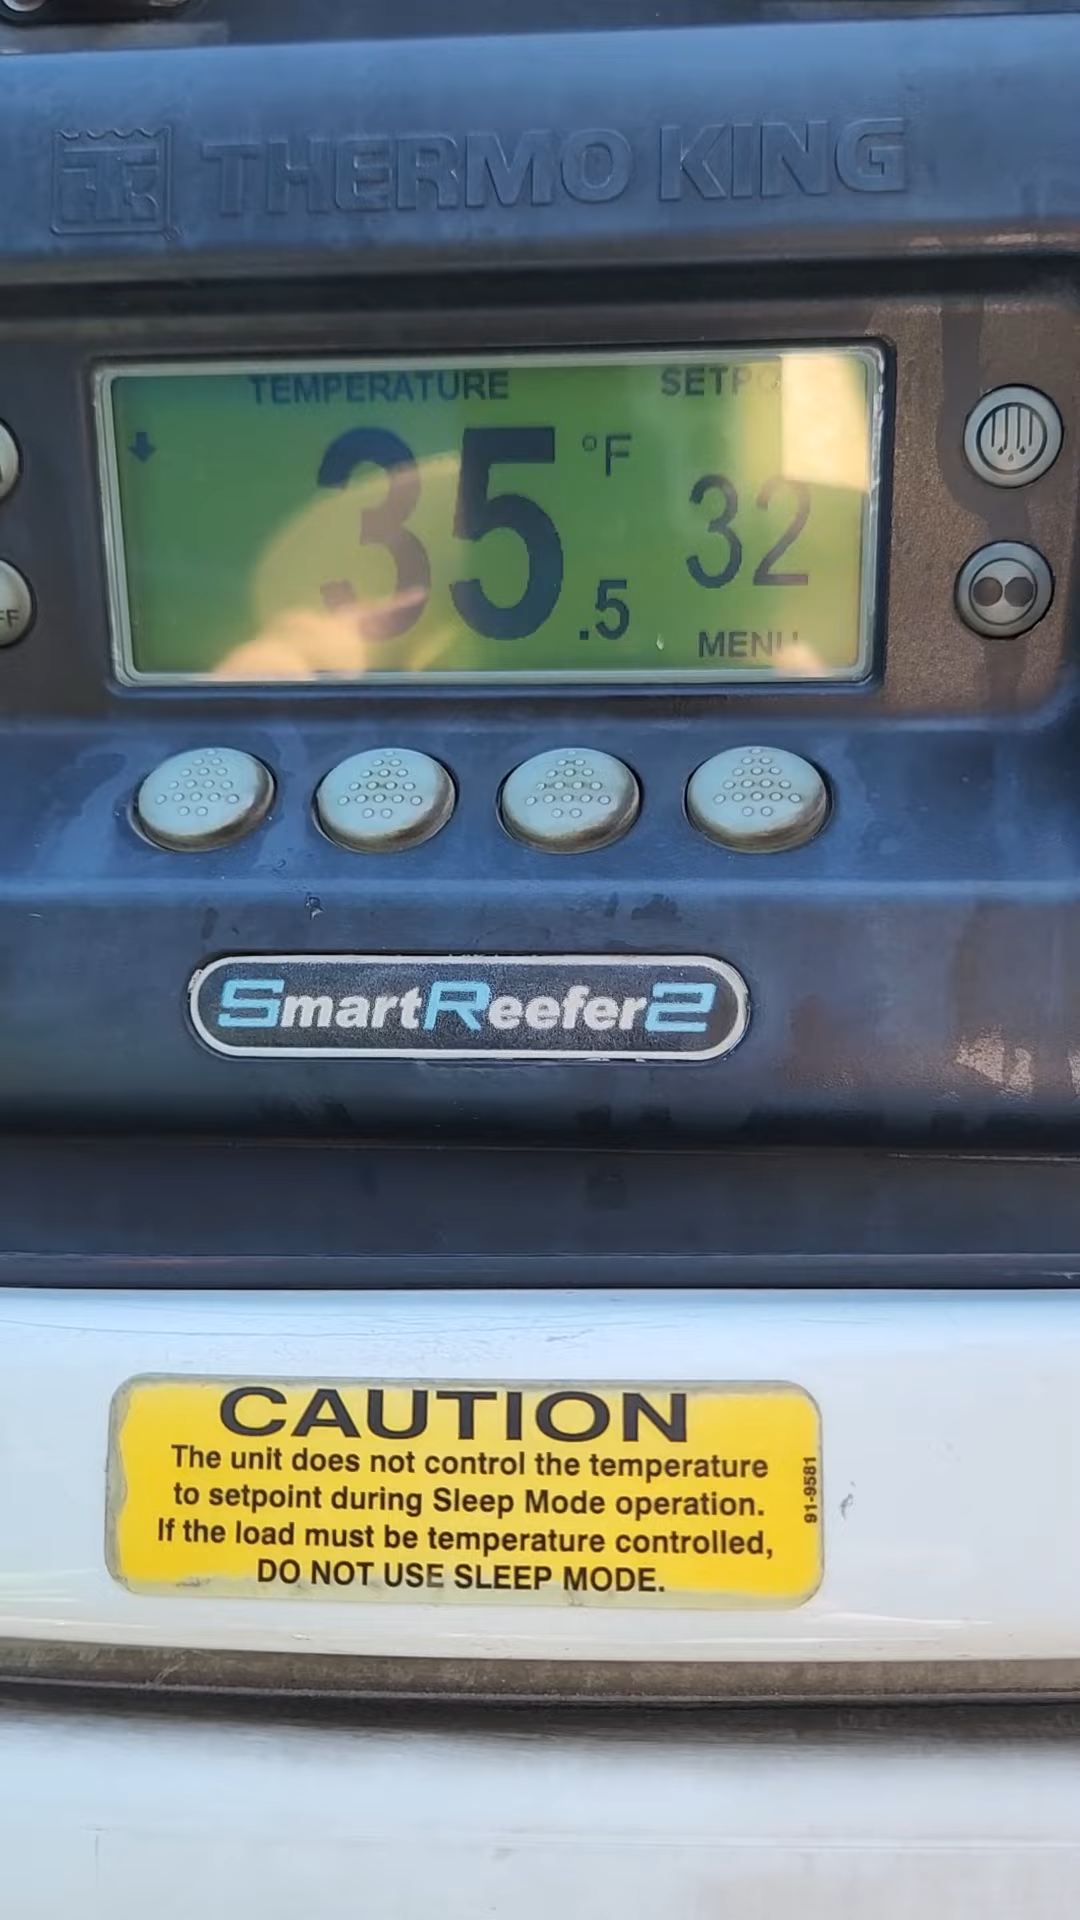 THERMO KING
TEMPERATURE SETPO
35.5 °F 32
MENU
FF
SmartReefer2
CAUTION
The unit does not control the temperature
to setpoint during Sleep Mode operation.
If the load must be temperature controlled,
DO NOT USE SLEEP MODE.
91-9581